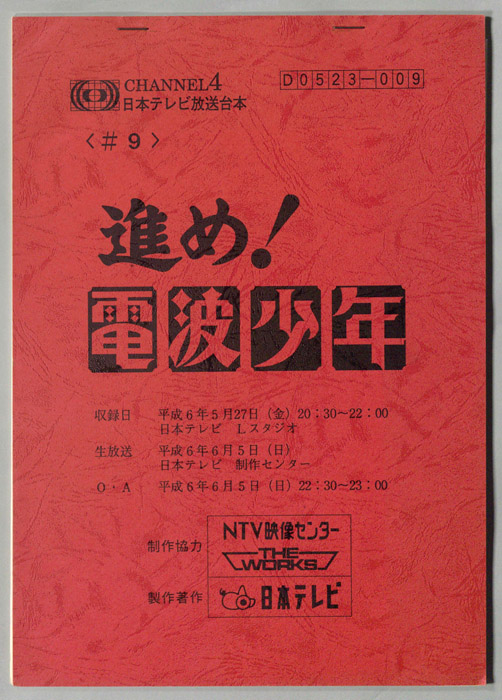 CHANNEL4
日本テレビ放送台本
D0523-009
〈#9〉
進め!
電波少年
収録日 平成6年5月27日(金)20:30~22:00
日本テレビ Lスタジオ
生放送 平成6年6月5日(日)
日本テレビ 制作センター
O・A 平成6年6月5日(日)22:30~23:00
制作協力 NTV映像センター
THE WORKS
製作著作 日本テレビ